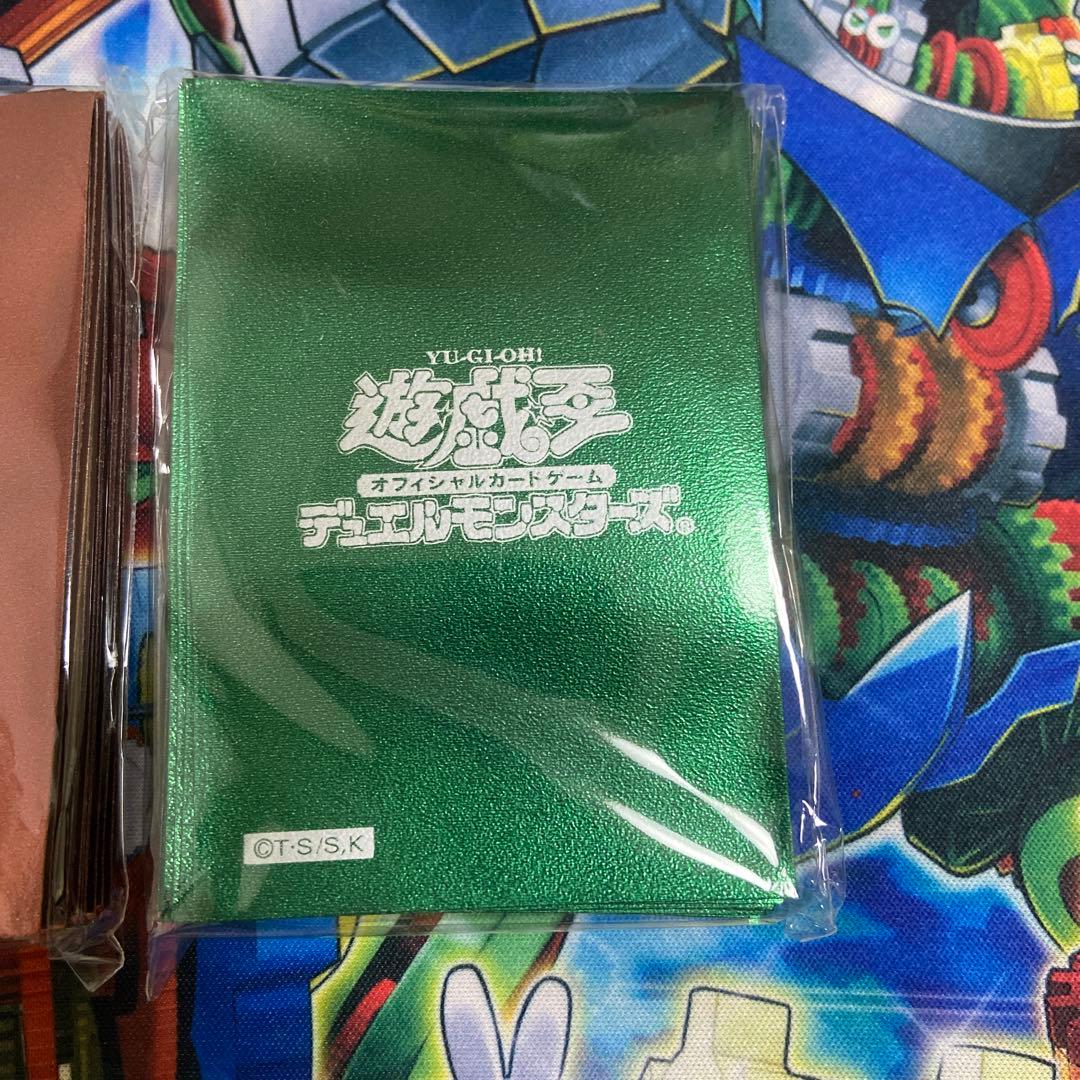 YU-GI-OH!
遊戯王
オフィシャルカードゲーム
デュエルモンスターズ®
©T·S/S,K